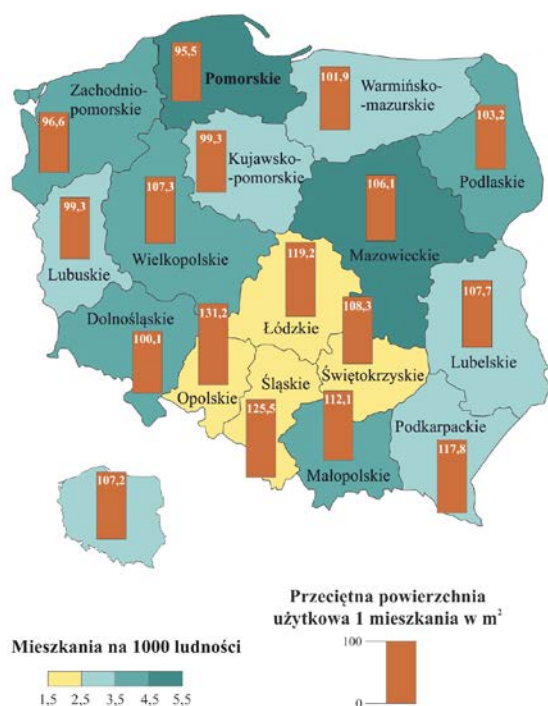 95,5
Pomorskie
Zachodnio-
pomorskie
101,9
Warmińsko-
-mazurskie
96,6
99,3
Kujawsko-
-pomorskie
103,2
Podlaskie
99,3
Lubuskie
107,3
Wielkopolskie
106,1
Mazowieckie
119,2
Łódzkie
107,7
Lubelskie
Dolnośląskie
100,1
131,2
Opolskie
108,3
Świętokrzyskie
Śląskie
125,5
112,1
Małopolskie
Podkarpackie
117,8
107,2
Mieszkania na 1000 ludności
1,5 2,5 3,5 4,5 5,5
Przeciętna powierzchnia
użytkowa 1 mieszkania w m²
100
0